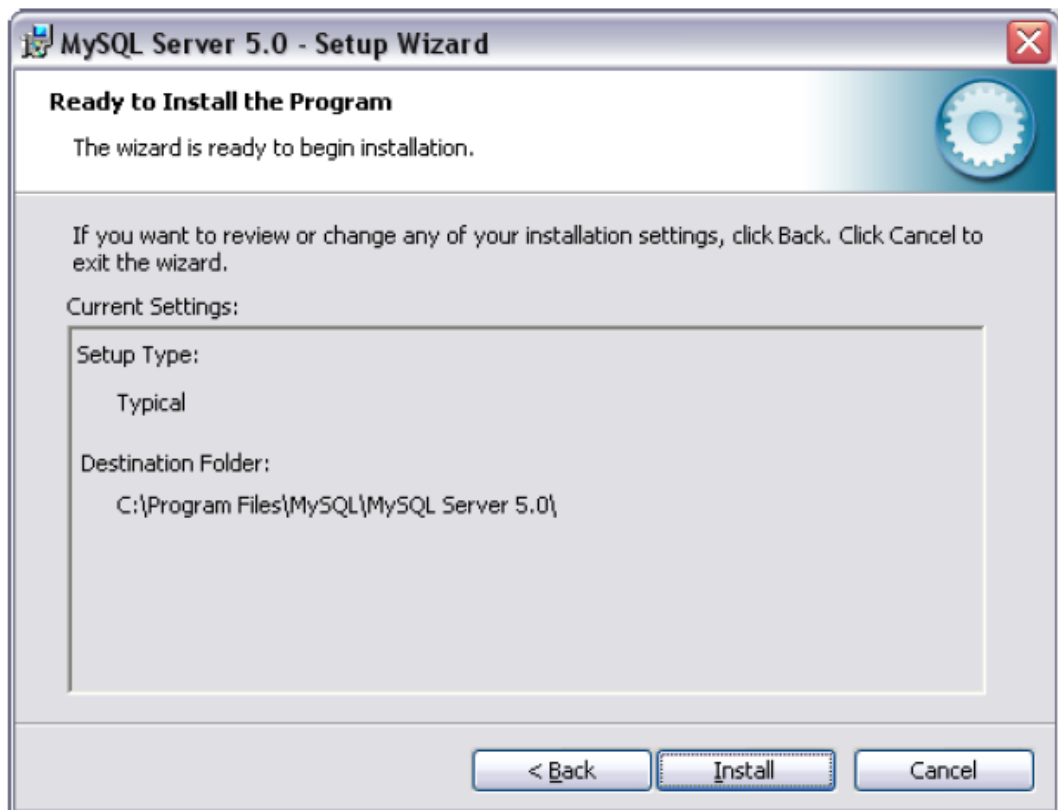 MySQL Server 5.0 - Setup Wizard
Ready to Install the Program
The wizard is ready to begin installation.
If you want to review or change any of your installation settings, click Back. Click Cancel to
exit the wizard.
Current Settings:
Setup Type:
Typical
Destination Folder:
C:\Program Files\MySQL\MySQL Server 5.0\
< Back
Install
Cancel